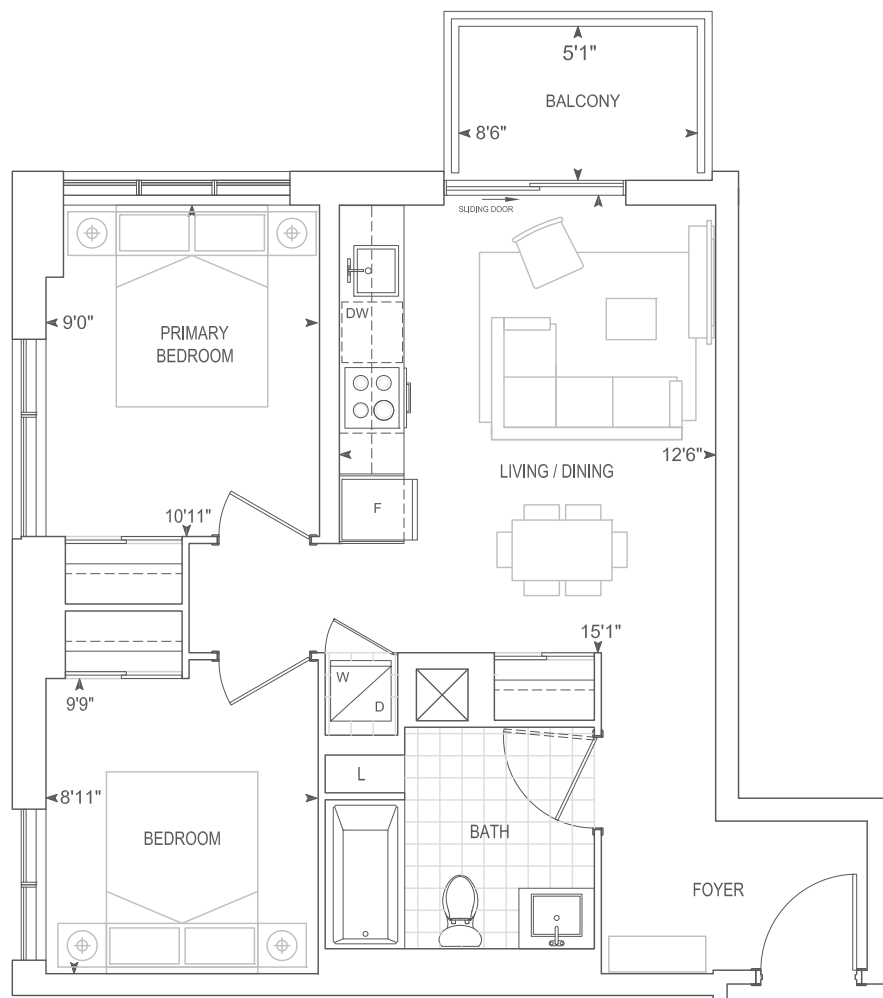 5'1"
BALCONY
8'6"
SLIDING DOOR
DW
9'0"
PRIMARY
BEDROOM
12'6"
LIVING / DINING
F
10'11"
15'1"
W
D
9'9"
L
8'11"
BEDROOM
BATH
FOYER